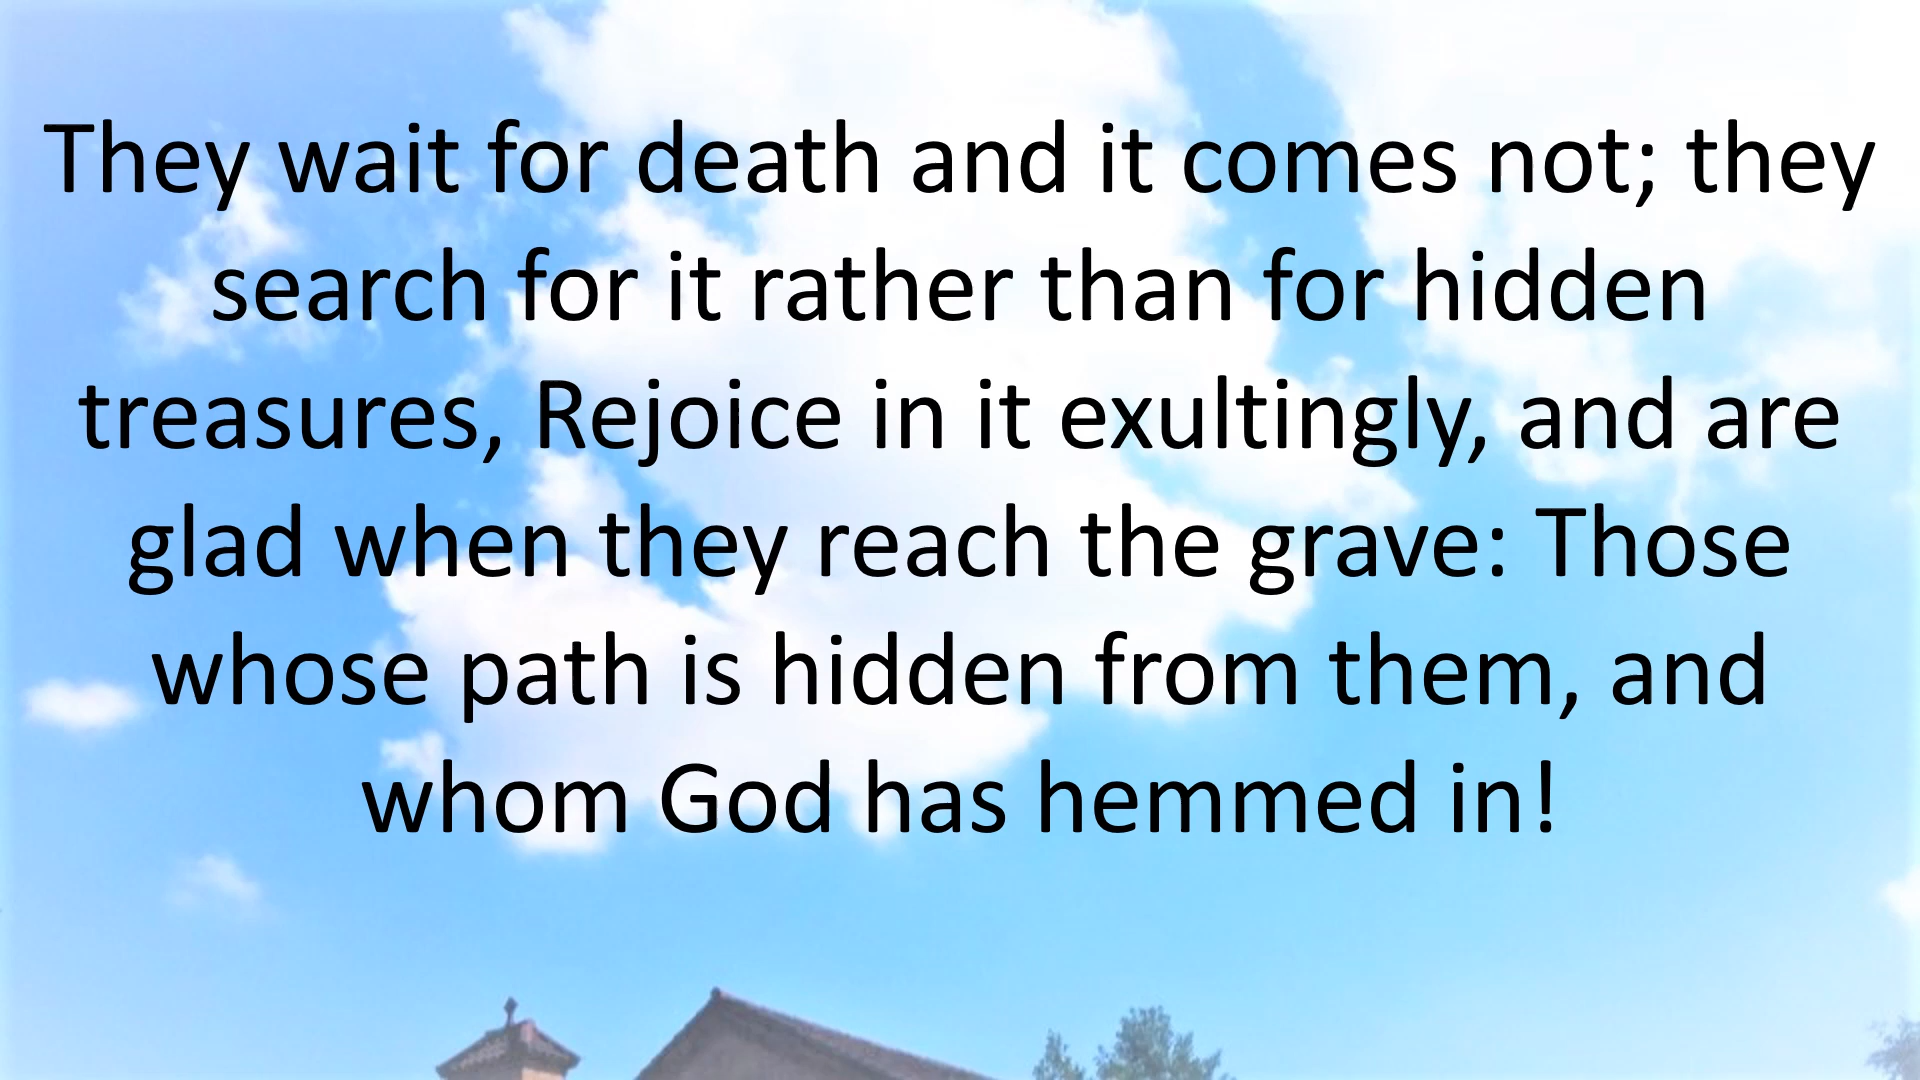 They wait for death and it comes not; they
search for it rather than for hidden
treasures, Rejoice in it exultingly, and are
glad when they reach the grave: Those
whose path is hidden from them, and
whom God has hemmed in!